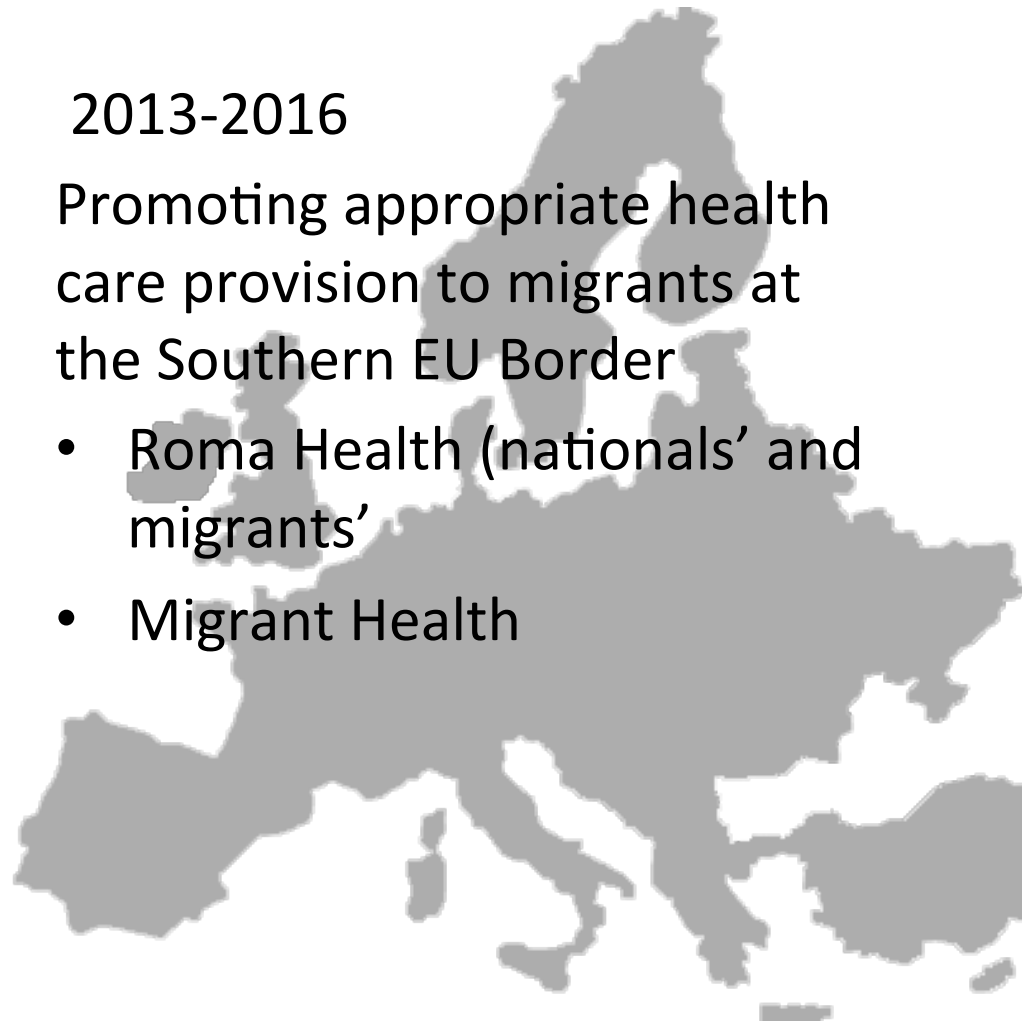 2013-2016
Promoting appropriate health
care provision to migrants at
the Southern EU Border
• Roma Health (nationals’ and
migrants’
• Migrant Health